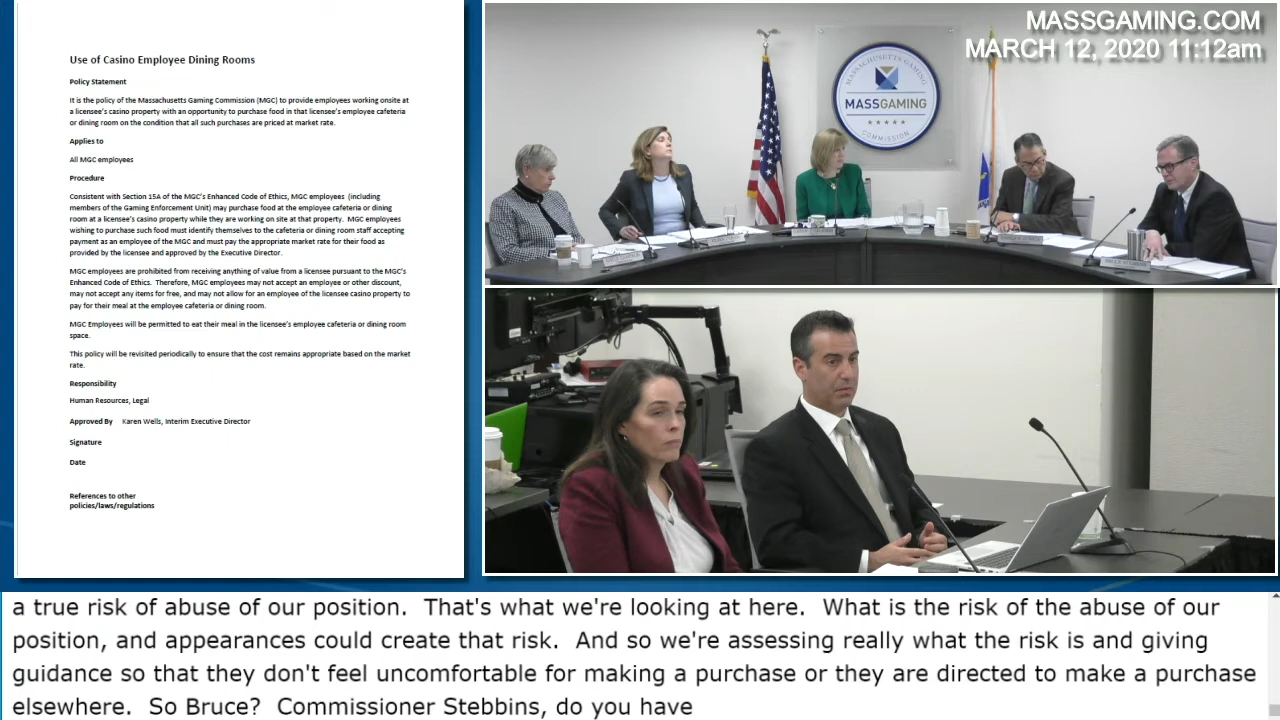 MASSGAMING.COM
MARCH 12, 2020 11:12am
Use of Casino Employee Dining Rooms
Policy Statement
It is the policy of the Massachusetts Gaming Commission (MGC) to provide employees working onsite at
a licensee's casino property with an opportunity to purchase food in that licensee's employee cafeteria
or dining room on the condition that all such purchases are priced at market rate.
Applies to
All MGC employees
Procedure
Consistent with Section 15A of the MGC's Enhanced Code of Ethics, MGC employees (including
members of the Gaming Enforcement Unit) may purchase food at the employee cafeteria or dining
room at a licensee's casino property while they are working on site at that property. MGC employees
wishing to purchase such food must identify themselves to the cafeteria or dining room staff accepting
payment as an employee of the MGC and must pay the appropriate market rate for their food as
provided by the licensee and approved by the Executive Director.
MGC employees are prohibited from receiving anything of value from a licensee pursuant to the MGC's
Enhanced Code of Ethics. Therefore, MGC employees may not accept an employee or other discount,
may not accept any items for free, and may not allow for an employee of the licensee casino property to
pay for their meal at the employee cafeteria or dining room.
MGC Employees will be permitted to eat their meal in the licensee's employee cafeteria or dining room
space.
This policy will be revisited periodically to ensure that the cost remains appropriate based on the market
rate.
Responsibility
Human Resources, Legal
Approved By Karen Wells, Interim Executive Director
Signature
Date
References to other
policies/laws/regulations
MASSACHUSETTS GAMING
MASSGAMING
COMMISSION
a true risk of abuse of our position. That's what we're looking at here. What is the risk of the abuse of our
position, and appearances could create that risk. And so we're assessing really what the risk is and giving
guidance so that they don't feel uncomfortable for making a purchase or they are directed to make a purchase
elsewhere. So Bruce? Commissioner Stebbins, do you have